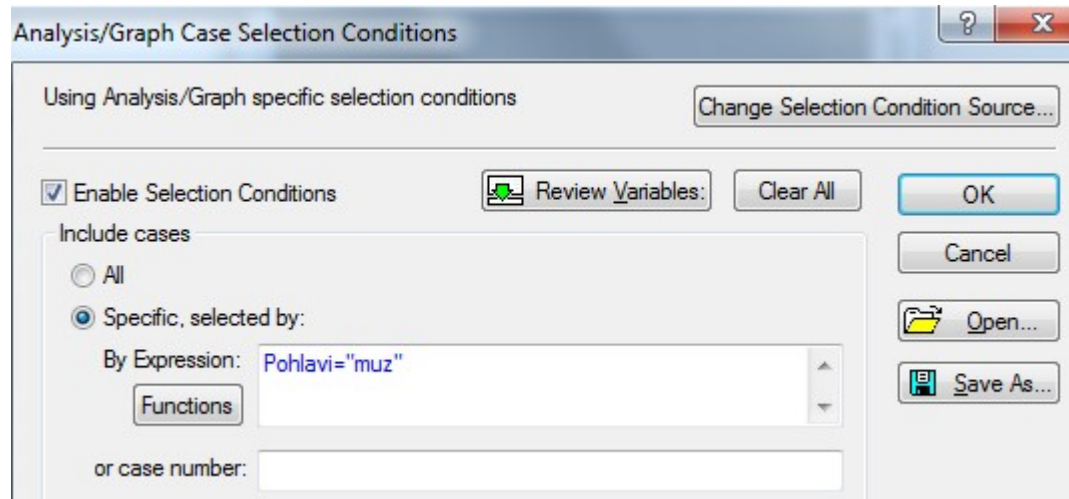 Analysis/Graph Case Selection Conditions
Using Analysis/Graph specific selection conditions
Change Selection Condition Source...
Enable Selection Conditions
Review Variables:
Clear All
OK
Include cases
Cancel
All
Specific, selected by:
Open...
By Expression:
Pohlavi="muz"
Save As...
Functions
or case number: